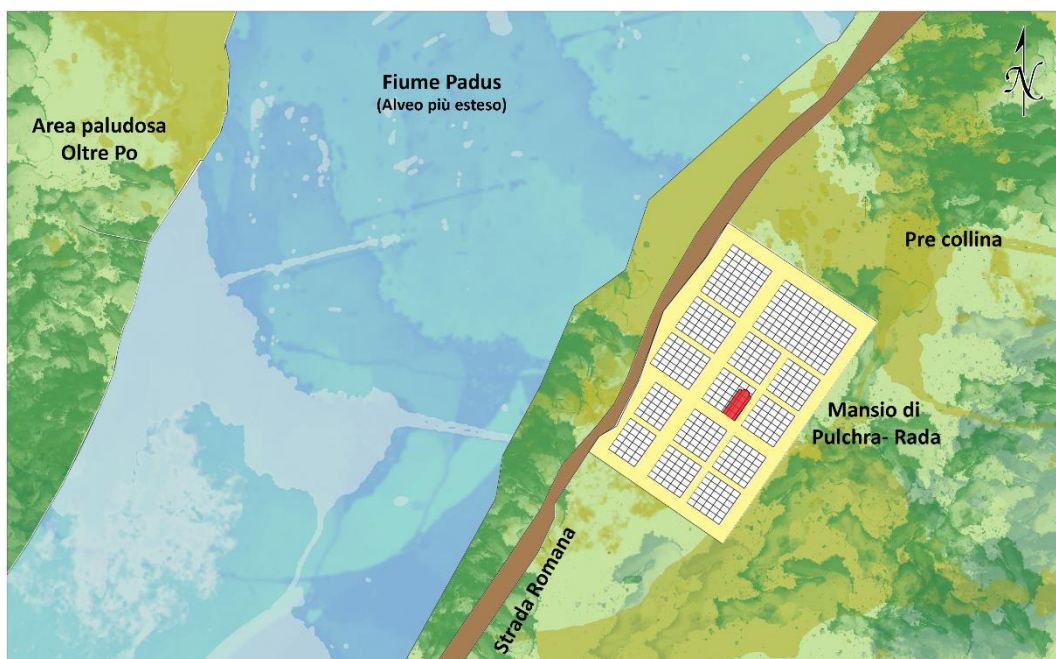 Fiume Padus
(Alveo più esteso)
N
Area paludosa
Oltre Po
Pre collina
Mansio di
Pulchra- Rada
Strada Romana